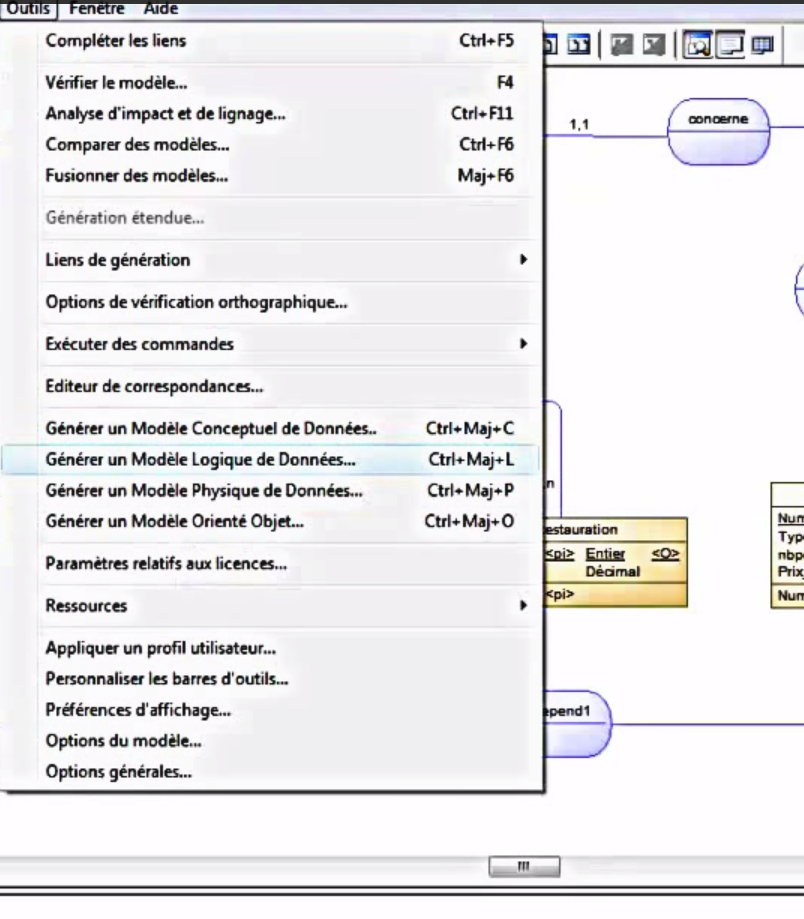 Outils Fenêtre Aide
Compléter les liens Ctrl+F5
Vérifier le modèle... F4
Analyse d'impact et de lignage... Ctrl+F11
Comparer des modèles... Ctrl+F6
Fusionner des modèles... Maj+F6
Génération étendue...
Liens de génération
Options de vérification orthographique...
Exécuter des commandes
Editeur de correspondances...
Générer un Modèle Conceptuel de Données.. Ctrl+Maj+C
Générer un Modèle Logique de Données... Ctrl+Maj+L
Générer un Modèle Physique de Données... Ctrl+Maj+P
Générer un Modèle Orienté Objet... Ctrl+Maj+O
Paramètres relatifs aux licences...
Ressources
Appliquer un profil utilisateur...
Personnaliser les barres d'outils...
Préférences d'affichage...
Options du modèle...
Options générales...
1,1
concerne
n
estauration
<pi> Entier <O>
Décimal
<pi>
Num
Type
nbp
Prix_
Num
epend1